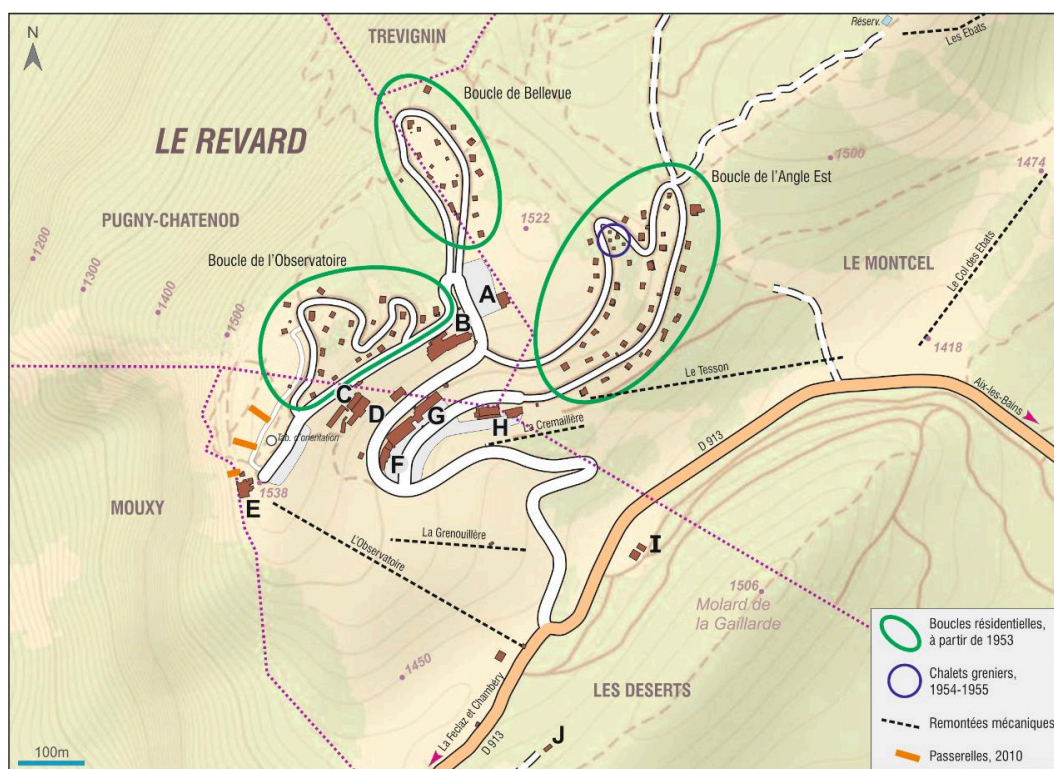 N
TREVIGNIN
Réserv.
Les Ebats
Boucle de Bellevue
LE REVARD
1500
1474
Boucle de l'Angle Est
PUGNY-CHATENOD
1522
1200
1300
1400
1500
Boucle de l'Observatoire
LE MONTCEL
Le Col des Ebats
A
B
1418
Le Tesson
Aix-les-Bains
C
D
G
H
La Cremaillère
D 913
Tab. d'orientation
F
1538
E
MOUXY
La Grenouillère
L'Observatoire
I
1506
Molard de
la Gaillarde
1450
LES DESERTS
La Feclaz et Chambéry
D 913
J
100m
Boucles résidentielles,
à partir de 1953
Chalets greniers,
1954-1955
Remontées mécaniques
Passerelles, 2010